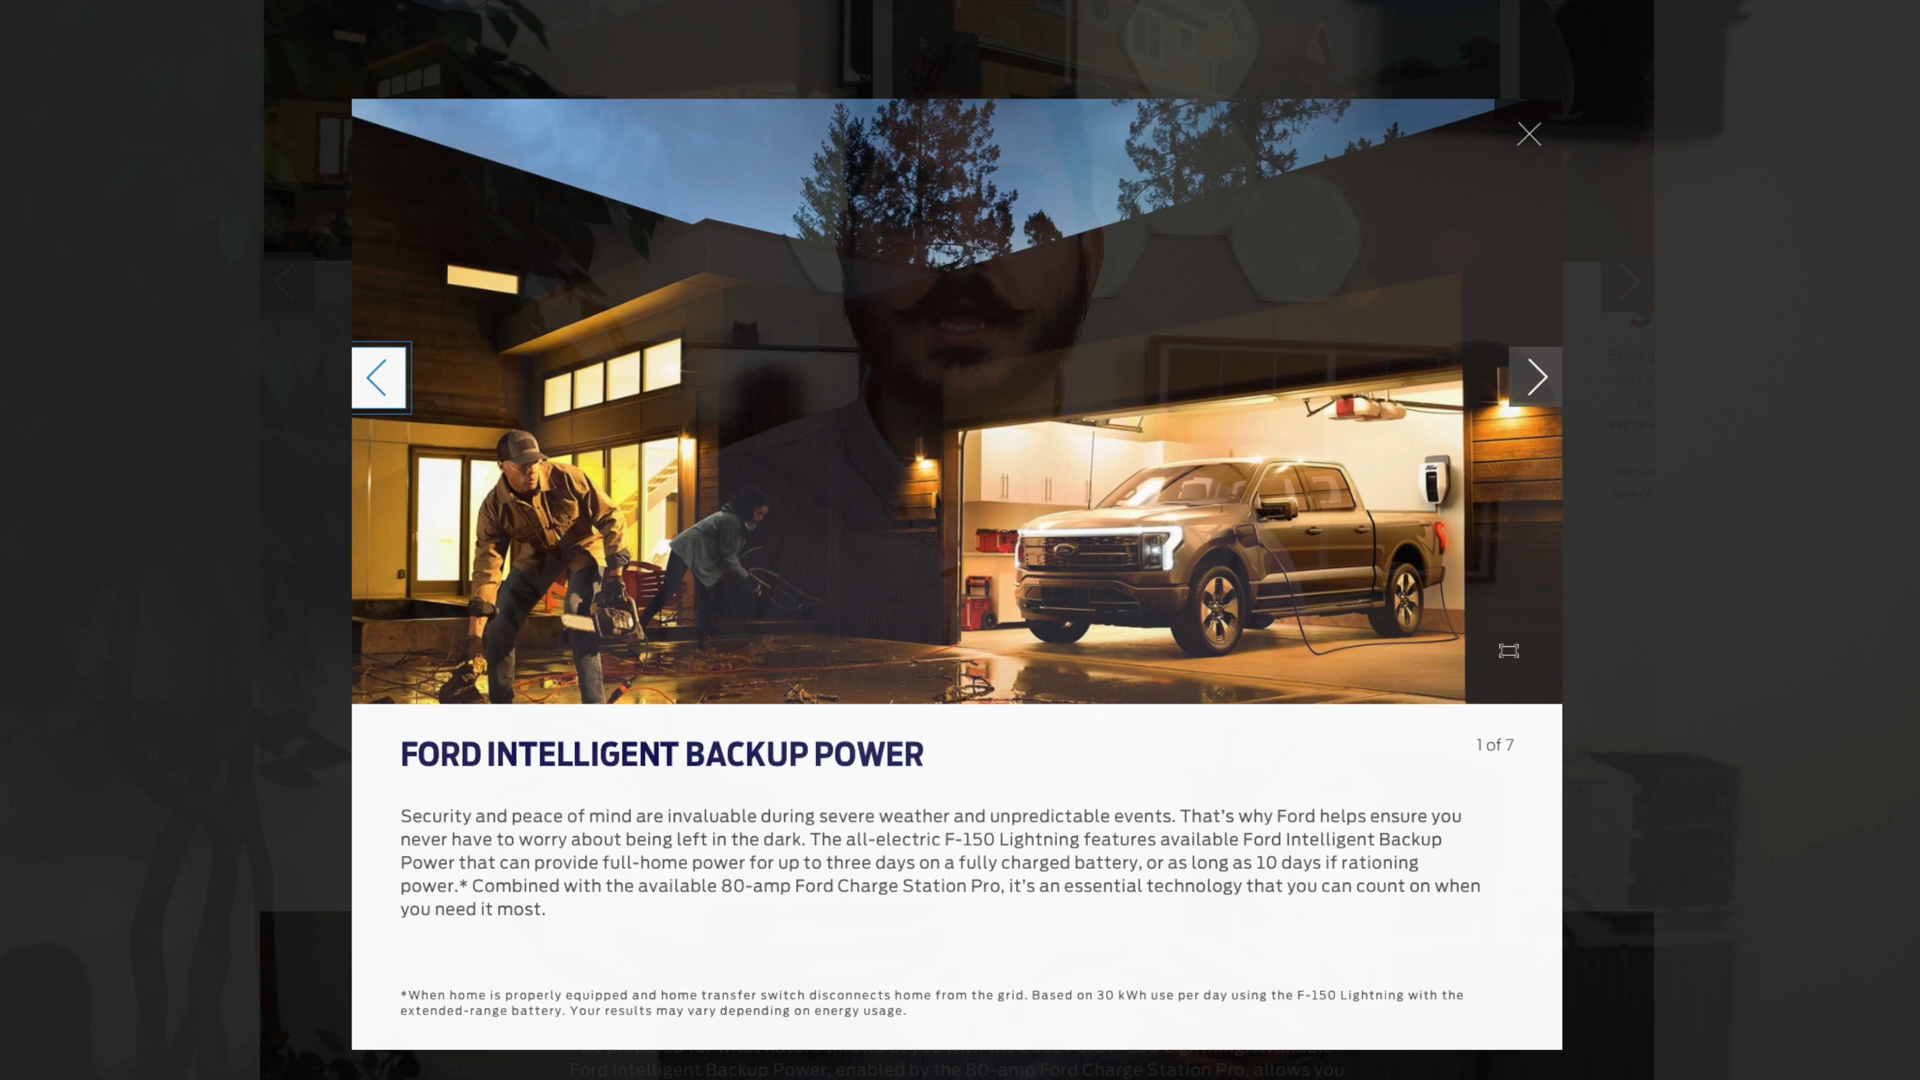 FORD INTELLIGENT BACKUP POWER
1 of 7
Security and peace of mind are invaluable during severe weather and unpredictable events. That's why Ford helps ensure you
never have to worry about being left in the dark. The all-electric F-150 Lightning features available Ford Intelligent Backup
Power that can provide full-home power for up to three days on a fully charged battery, or as long as 10 days if rationing
power.* Combined with the available 80-amp Ford Charge Station Pro, it's an essential technology that you can count on when
you need it most.
*When home is properly equipped and home transfer switch disconnects home from the grid. Based on 30 kWh use per day using the F-150 Lightning with the
extended-range battery. Your results may vary depending on energy usage.
Ford Intelligent Backup Power, enabled by the 80-amp Ford Charge Station Pro, allows you